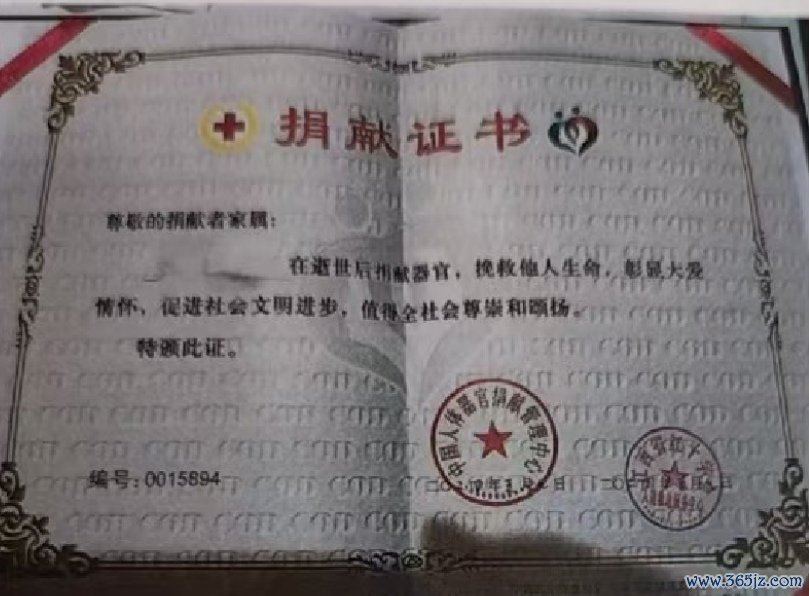 捐献证书
尊敬的捐献者家属：
在逝世后捐献器官，挽救他人生命，彰显大爱
情怀、促进社会文明进步，值得全社会尊崇和颂扬。
特颁此证。
中国人体器官捐献管理中心
编号：0015894
www.365jz.com